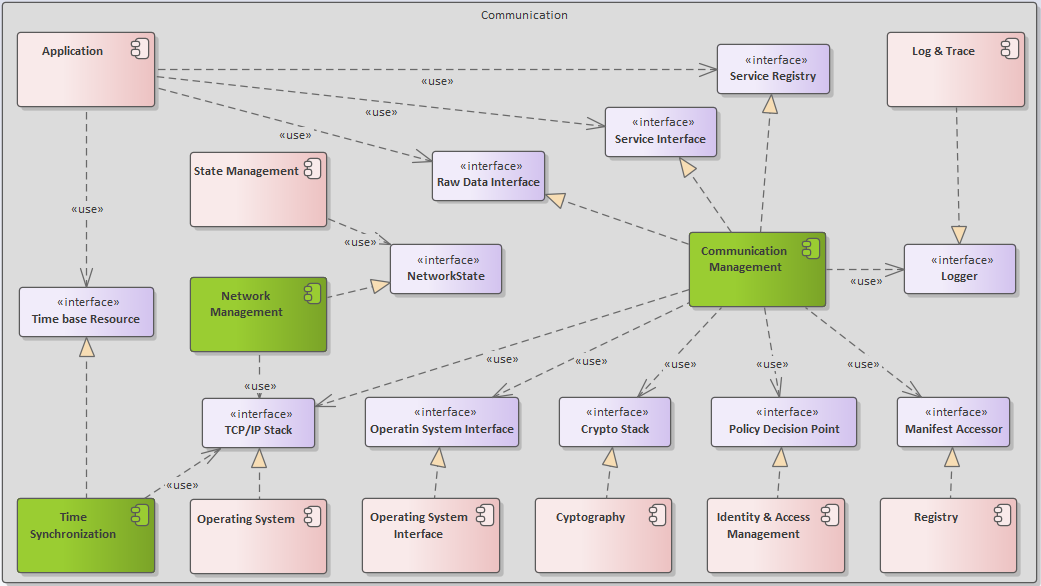 Communication
Application
Log & Trace
«interface»
Service Registry
«use»
«use»
«interface»
Service Interface
«use»
«interface»
Raw Data Interface
State Management
«use»
«use»
«interface»
NetworkState
Communication
Management
«interface»
Logger
«use»
«interface»
Time base Resource
Network
Management
«use»
«use»
«use»
«use»
«use»
«use»
«interface»
TCP/IP Stack
«interface»
Operatin System Interface
«interface»
Crypto Stack
«interface»
Policy Decision Point
«interface»
Manifest Accessor
«use»
Time
Synchronization
Operating System
Operating System
Interface
Cyptography
Identity & Access
Management
Registry